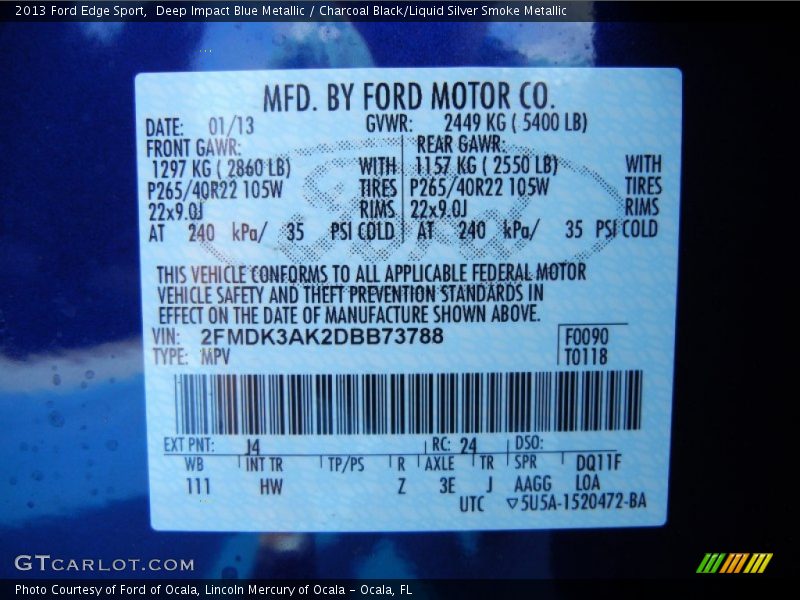 2013 Ford Edge Sport,  Deep Impact Blue Metallic / Charcoal Black/Liquid Silver Smoke Metallic
MFD. BY FORD MOTOR CO.
DATE: 01/13 GVWR: 2449 KG ( 5400 LB)
FRONT GAWR: REAR GAWR:
1297 KG ( 2860 LB) WITH 1157 KG ( 2550 LB) WITH
P265/40R22 105W TIRES P265/40R22 105W TIRES
22x9.0J RIMS 22x9.0J RIMS
AT 240 kPa/ 35 PSI COLD AT 240 kPa/ 35 PSI COLD
Ford
THIS VEHICLE CONFORMS TO ALL APPLICABLE FEDERAL MOTOR
VEHICLE SAFETY AND THEFT PREVENTION STANDARDS IN
EFFECT ON THE DATE OF MANUFACTURE SHOWN ABOVE.
VIN: 2FMDK3AK2DBB73788 F0090
TYPE: MPV T0118
EXT PNT: J4 RC: 24 DSO:
WB INT TR TP/PS R AXLE TR SPR DQ11F
111 HW Z 3E J AAGG LOA
UTC ▽5U5A-1520472-BA
GTCARLOT.COM
Photo Courtesy of Ford of Ocala, Lincoln Mercury of Ocala - Ocala, FL